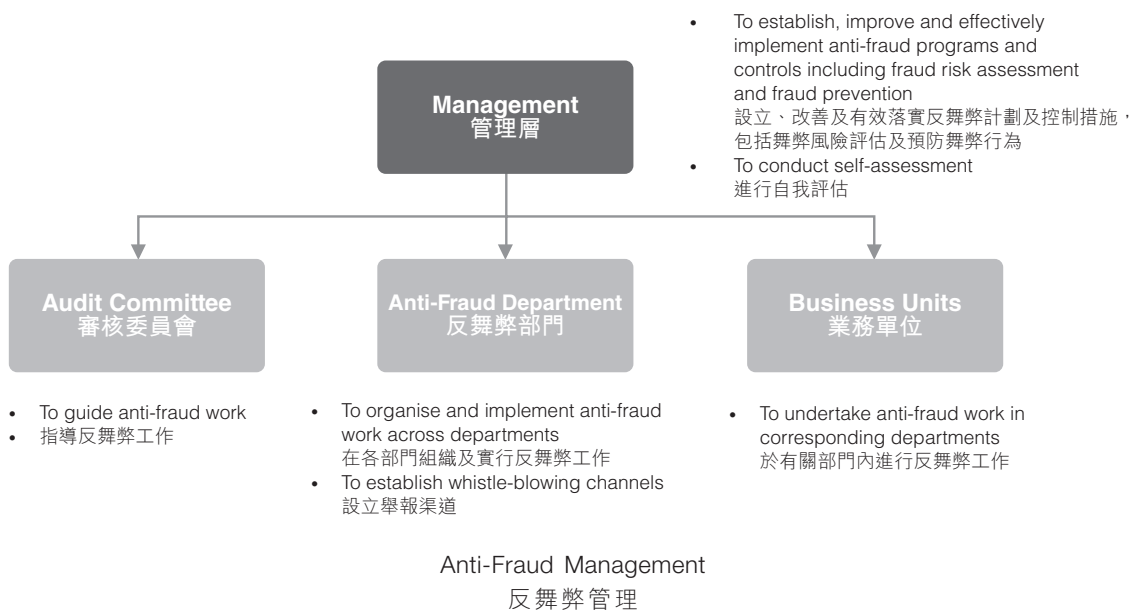 • To establish, improve and effectively
implement anti-fraud programs and
controls including fraud risk assessment
and fraud prevention
設立、改善及有效落實反舞弊計劃及控制措施，
包括舞弊風險評估及預防舞弊行為
• To conduct self-assessment
進行自我評估
Management
管理層
Audit Committee
審核委員會
• To guide anti-fraud work
• 指導反舞弊工作
Anti-Fraud Department
反舞弊部門
• To organise and implement anti-fraud
work across departments
在各部門組織及實行反舞弊工作
• To establish whistle-blowing channels
設立舉報渠道
Business Units
業務單位
• To undertake anti-fraud work in
corresponding departments
於有關部門內進行反舞弊工作
Anti-Fraud Management
反舞弊管理